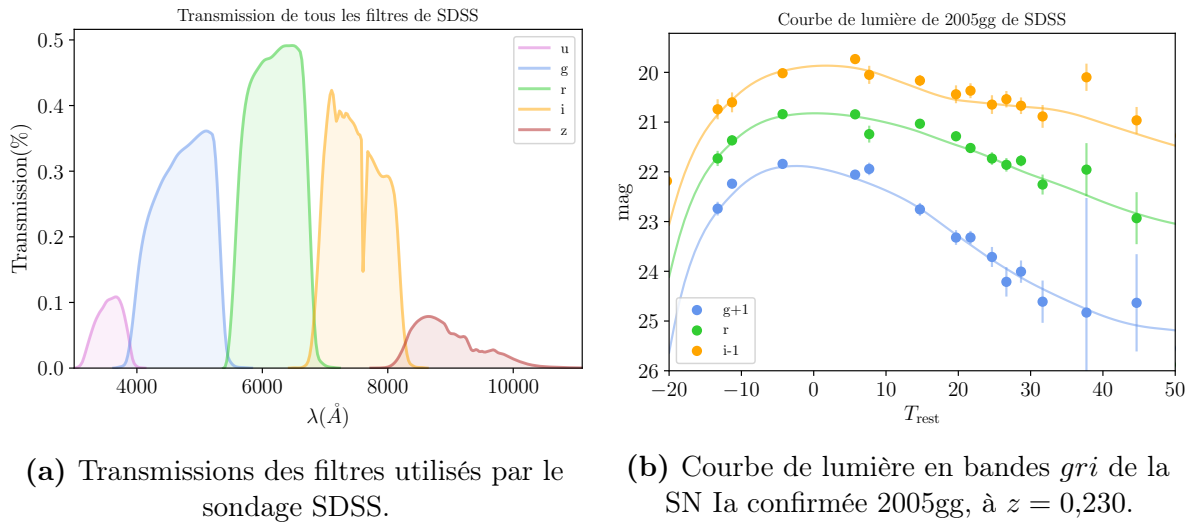 Transmission de tous les filtres de SDSS
Transmission(%)
0.5
0.4
0.3
0.2
0.1
0.0
4000
6000
8000
10000
λ(Å)
u
g
r
i
z
Courbe de lumière de 2005gg de SDSS
mag
20
21
22
23
24
25
26
−20
−10
0
10
20
30
40
50
T_rest
g+1
r
i-1
(a) Transmissions des filtres utilisés par le
sondage SDSS.
(b) Courbe de lumière en bandes gri de la
SN Ia confirmée 2005gg, à z = 0,230.